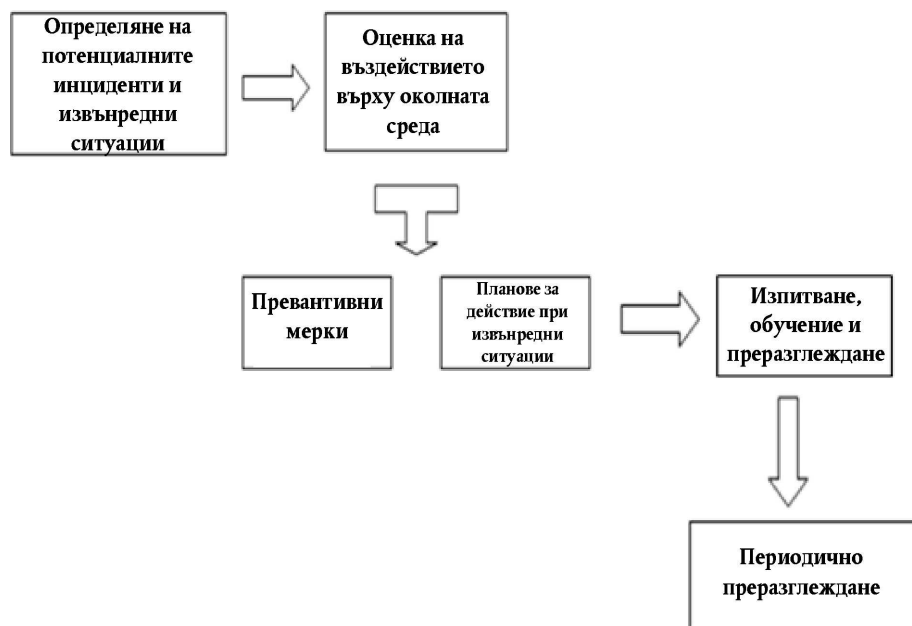 Определяне на
потенциалните
инциденти и
извънредни
ситуации
Оценка на
въздействието
върху околната
среда
Превантивни
мерки
Планове за
действие при
извънредни
ситуации
Изпитване,
обучение и
преразглеждане
Периодично
преразглеждане